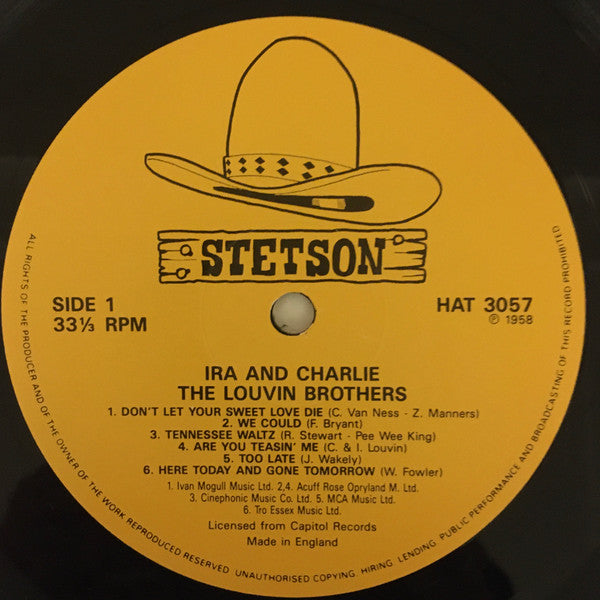 STETSON
SIDE 1
33⅓ RPM
HAT 3057
℗ 1958
IRA AND CHARLIE
THE LOUVIN BROTHERS
1. DON'T LET YOUR SWEET LOVE DIE (C. Van Ness - Z. Manners)
2. WE COULD (F. Bryant)
3. TENNESSEE WALTZ (R. Stewart - Pee Wee King)
4. ARE YOU TEASIN' ME (C. & I. Louvin)
5. TOO LATE (J. Wakely)
6. HERE TODAY AND GONE TOMORROW (W. Fowler)
1. Ivan Mogull Music Ltd. 2,4. Acuff Rose Opryland M. Ltd.
3. Cinephonic Music Co. Ltd. 5. MCA Music Ltd.
6. Tro Essex Music Ltd.
Licensed from Capitol Records
Made in England
ALL RIGHTS OF THE PRODUCER AND OF THE OWNER OF THE WORK REPRODUCED RESERVED. UNAUTHORISED COPYING, HIRING, LENDING, PUBLIC PERFORMANCE AND BROADCASTING OF THIS RECORD PROHIBITED